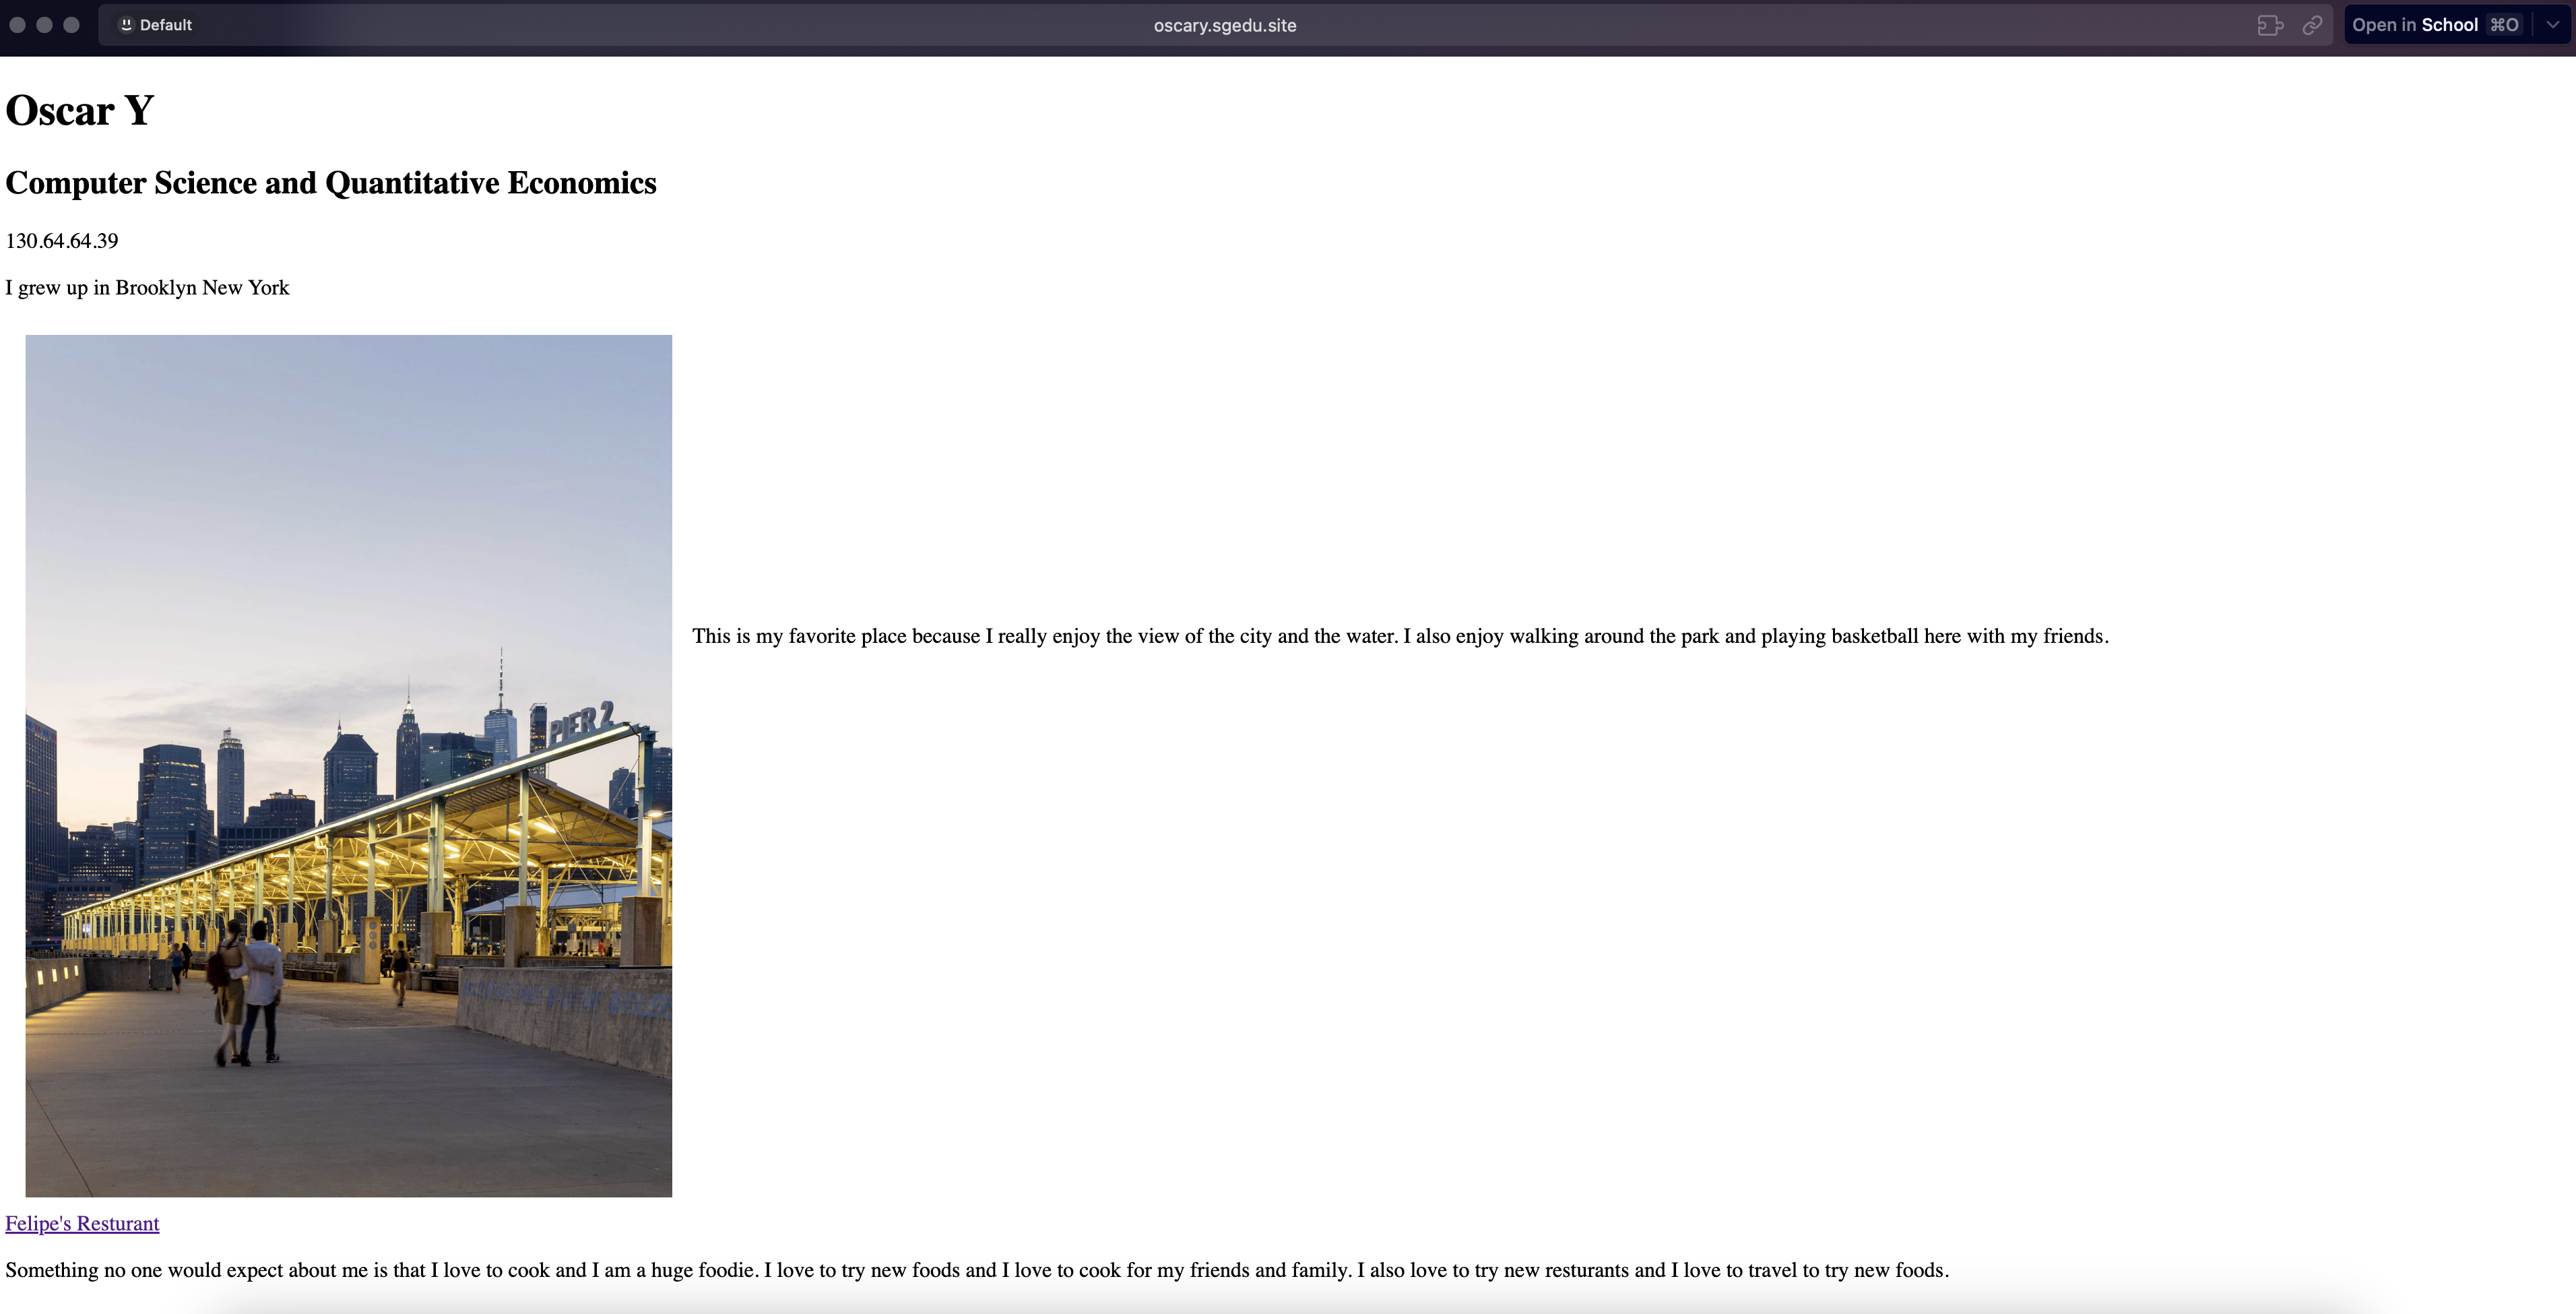 Default
oscary.sgedu.site
Open in School ⌘O
Oscar Y
Computer Science and Quantitative Economics
130.64.64.39
I grew up in Brooklyn New York
PIER 2
This is my favorite place because I really enjoy the view of the city and the water. I also enjoy walking around the park and playing basketball here with my friends.
Felipe's Resturant
Something no one would expect about me is that I love to cook and I am a huge foodie. I love to try new foods and I love to cook for my friends and family. I also love to try new resturants and I love to travel to try new foods.